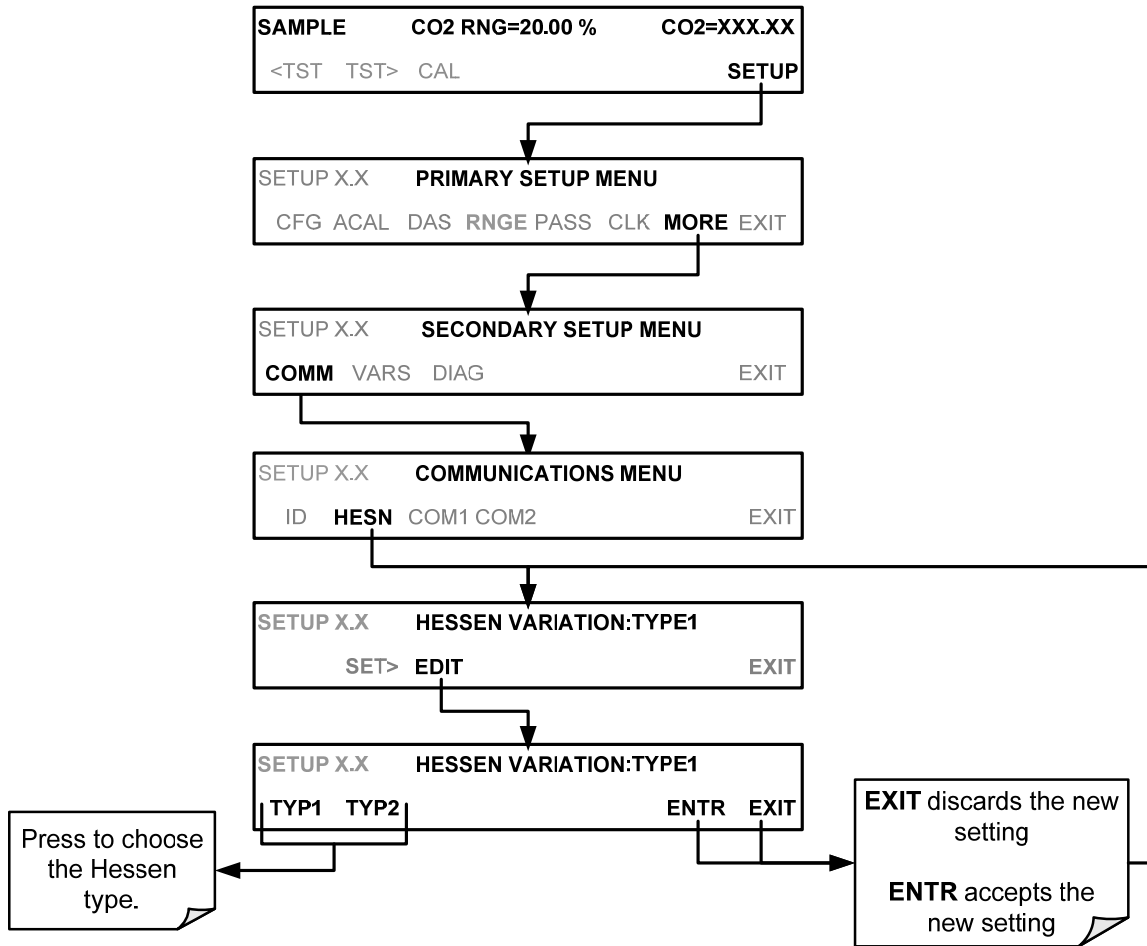 SAMPLE CO2 RNG=20.00 % CO2=XXX.XX
<TST TST> CAL SETUP
SETUP X.X PRIMARY SETUP MENU
CFG ACAL DAS RNGE PASS CLK MORE EXIT
SETUP X.X SECONDARY SETUP MENU
COMM VARS DIAG EXIT
SETUP X.X COMMUNICATIONS MENU
ID HESN COM1 COM2 EXIT
SETUP X.X HESSEN VARIATION:TYPE1
SET> EDIT EXIT
SETUP X.X HESSEN VARIATION:TYPE1
TYP1 TYP2 ENTR EXIT
Press to choose
the Hessen
type.
EXIT discards the new
setting
ENTR accepts the
new setting